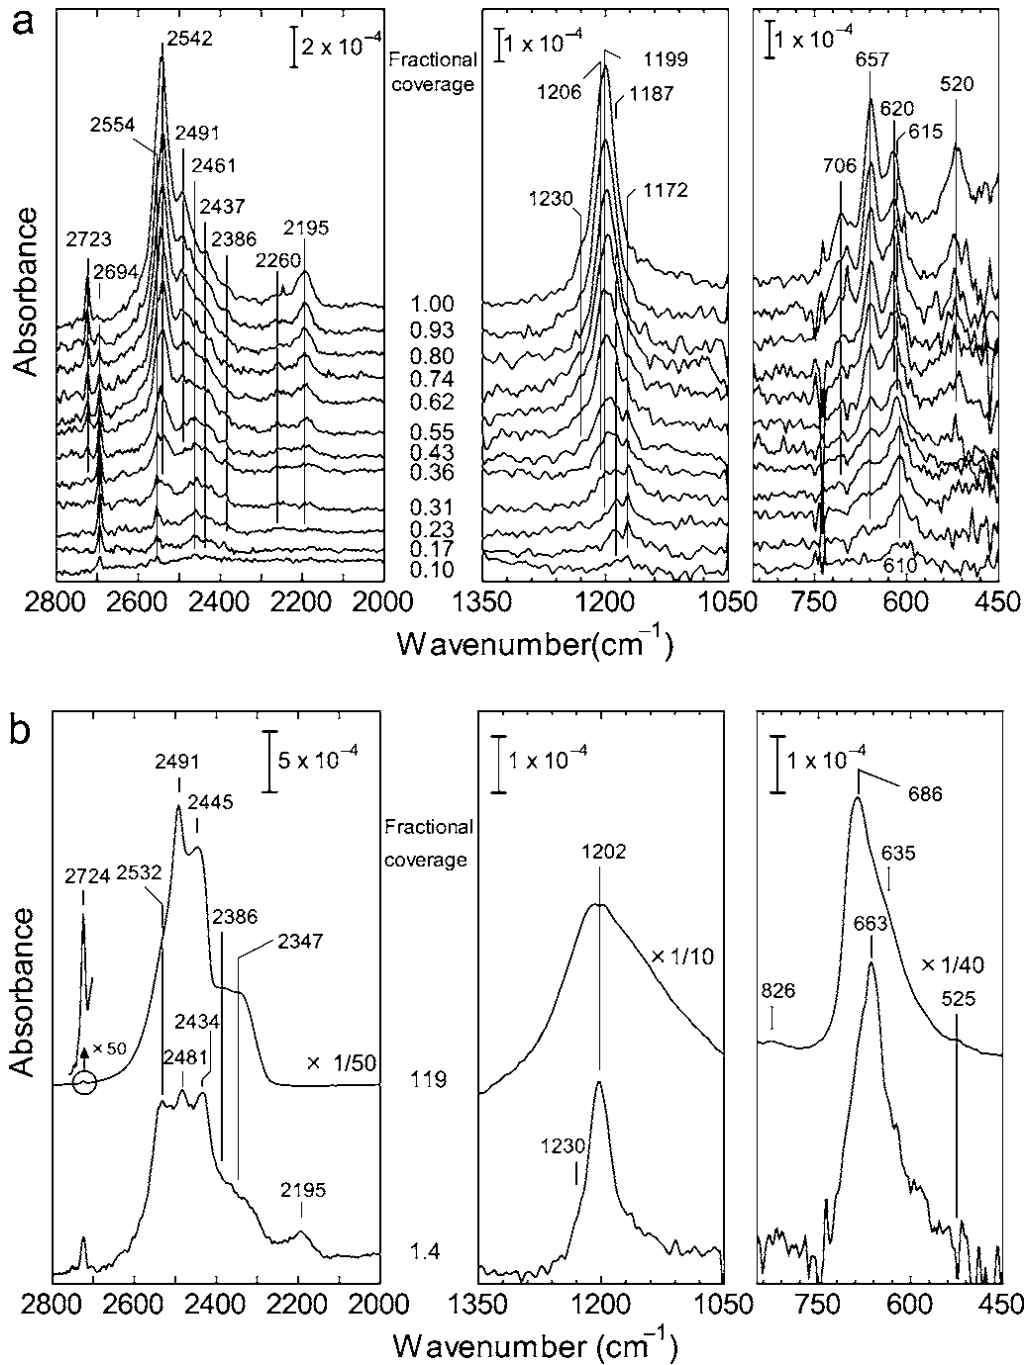 a
2542
2 x 10⁻⁴
2554
2491
2461
2437
2723
2694
2386
2260
2195
Fractional
coverage
1 x 10⁻⁴
1199
1206
1187
1230
1172
1 x 10⁻⁴
657
520
620
615
706
610
1.00
0.93
0.80
0.74
0.62
0.55
0.43
0.36
0.31
0.23
0.17
0.10
Absorbance
2800 2600 2400 2200 2000
1350 1200 1050
750 600 450
Wavenumber(cm⁻¹)
b
2491
5 x 10⁻⁴
2445
2724
2532
2386
2347
2434
2481
× 50
× 1/50
2195
Fractional
coverage
119
1.4
1 x 10⁻⁴
1202
× 1/10
1230
1 x 10⁻⁴
686
635
663
× 1/40
826
525
Absorbance
2800 2600 2400 2200 2000
1350 1200 1050
750 600 450
Wavenumber (cm⁻¹)